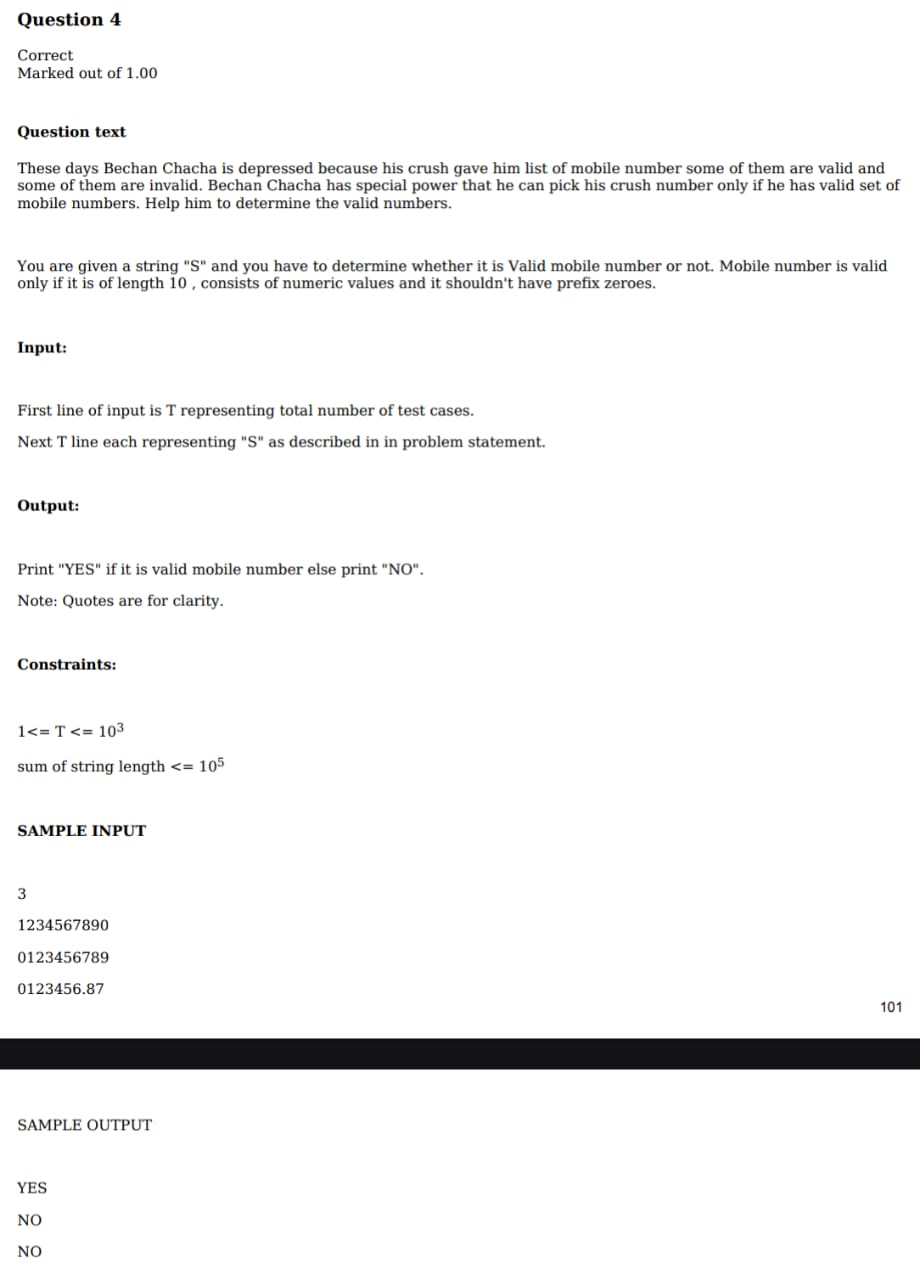 Question 4
Correct
Marked out of 1.00
Question text
These days Bechan Chacha is depressed because his crush gave him list of mobile number some of them are valid and
some of them are invalid. Bechan Chacha has special power that he can pick his crush number only if he has valid set of
mobile numbers. Help him to determine the valid numbers.
You are given a string "S" and you have to determine whether it is Valid mobile number or not. Mobile number is valid
only if it is of length 10 , consists of numeric values and it shouldn't have prefix zeroes.
Input:
First line of input is T representing total number of test cases.
Next T line each representing "S" as described in in problem statement.
Output:
Print "YES" if it is valid mobile number else print "NO".
Note: Quotes are for clarity.
Constraints:
1<= T <= 10³
sum of string length <= 10⁵
SAMPLE INPUT
3
1234567890
0123456789
0123456.87
101
SAMPLE OUTPUT
YES
NO
NO